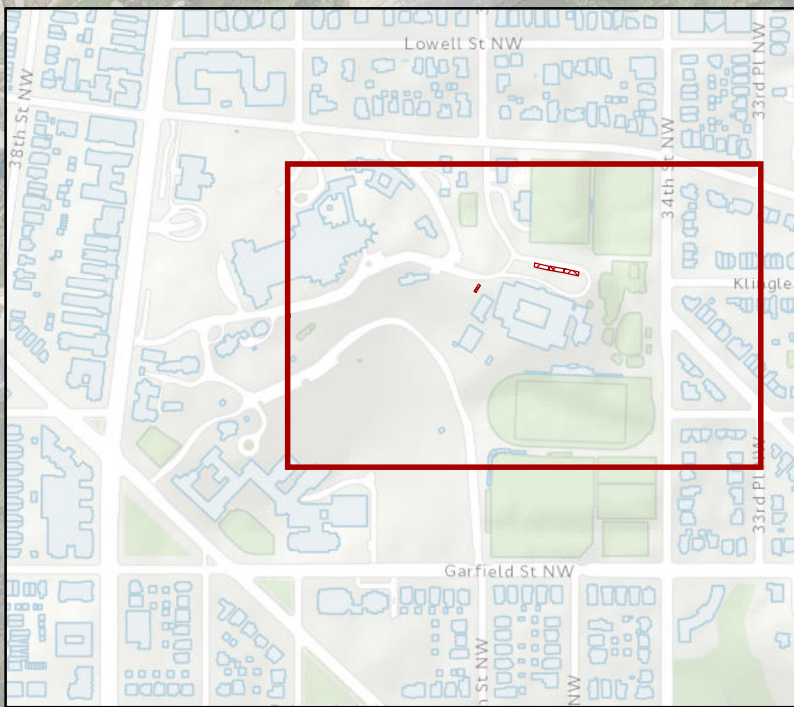 Lowell St NW
33rd Pl NW
38th St NW
34th St NW
Klingle
33rd Pl NW
Garfield St NW
h St NW
NW